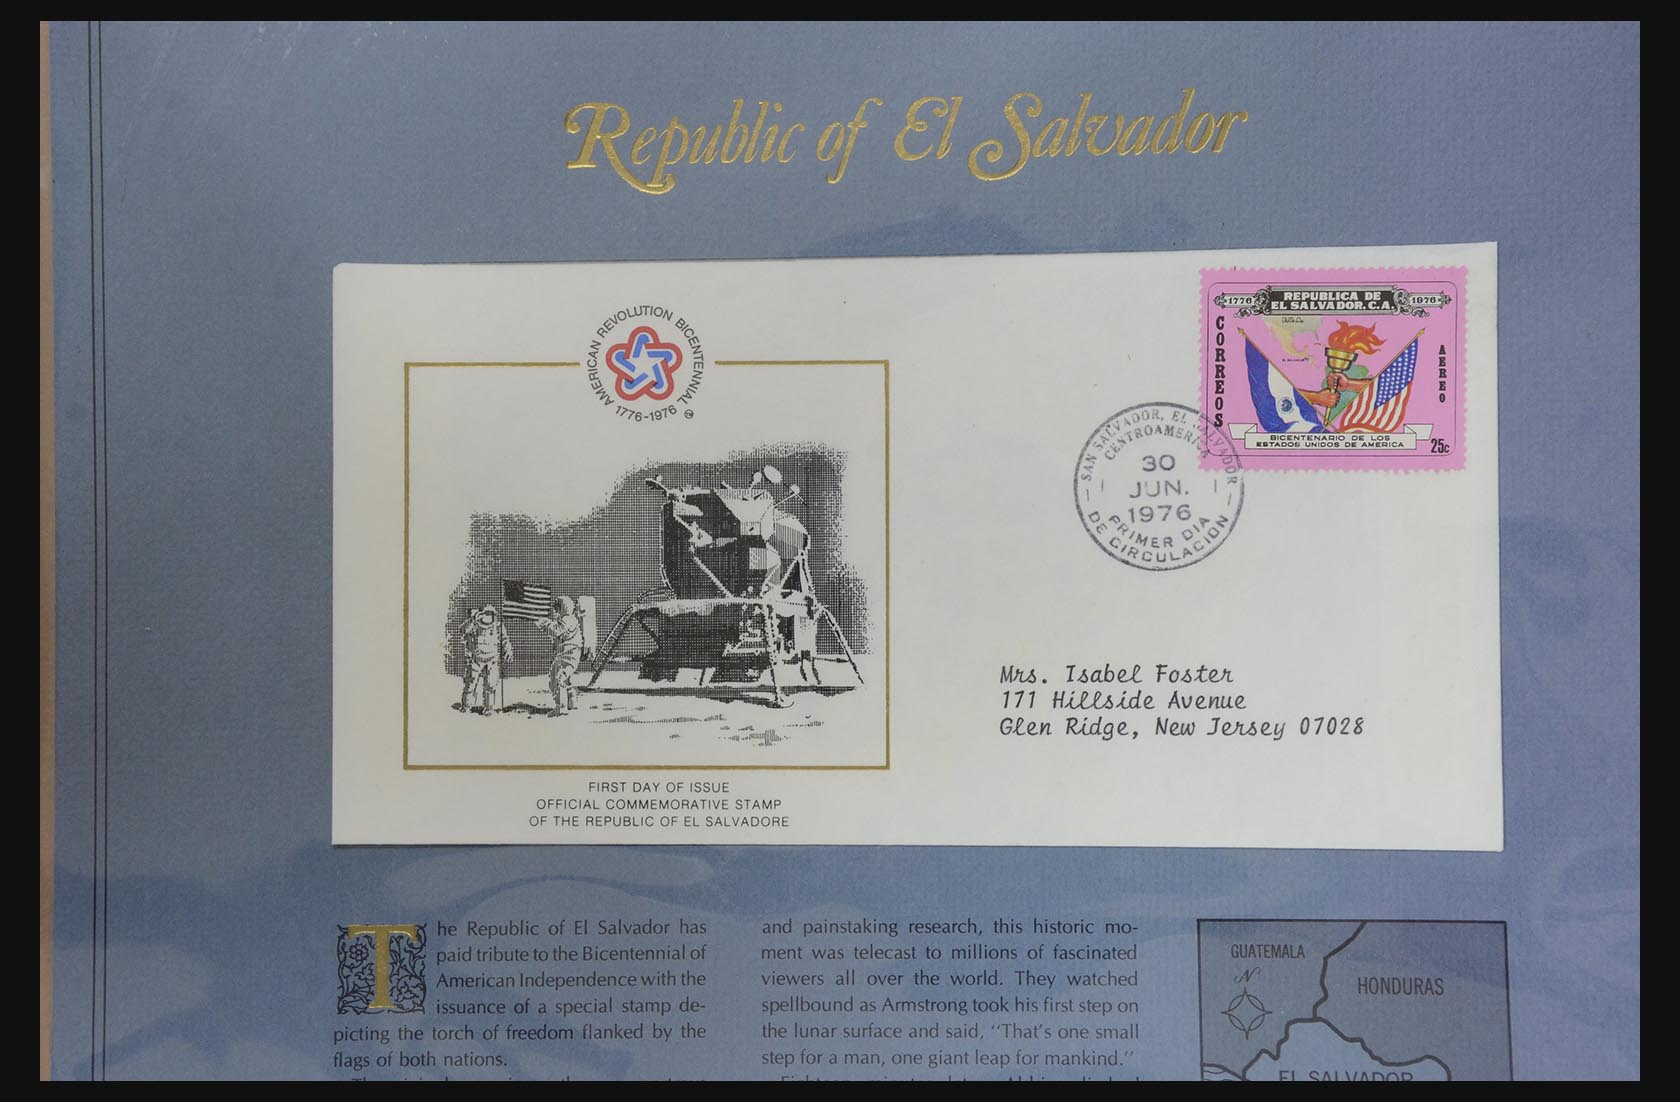 Republic of El Salvador
AMERICAN REVOLUTION BICENTENNIAL
1776-1976
1776 REPUBLICA DE 1976
EL SALVADOR, C.A.
CORREOS
AEREO
EL SALVADOR
BICENTENARIO DE LOS
ESTADOS UNIDOS DE AMERICA
25c
SAN SALVADOR, EL SALVADOR
CENTROAMERICA
30
JUN.
1976
PRIMER DIA
DE CIRCULACION
Mrs. Isabel Foster
171 Hillside Avenue
Glen Ridge, New Jersey 07028
FIRST DAY OF ISSUE
OFFICIAL COMMEMORATIVE STAMP
OF THE REPUBLIC OF EL SALVADORE
The Republic of El Salvador has
paid tribute to the Bicentennial of
American Independence with the
issuance of a special stamp de-
picting the torch of freedom flanked by the
flags of both nations.
and painstaking research, this historic mo-
ment was telecast to millions of fascinated
viewers all over the world. They watched
spellbound as Armstrong took his first step on
the lunar surface and said, "That's one small
step for a man, one giant leap for mankind."
GUATEMALA
N
HONDURAS
EL SALVADOR